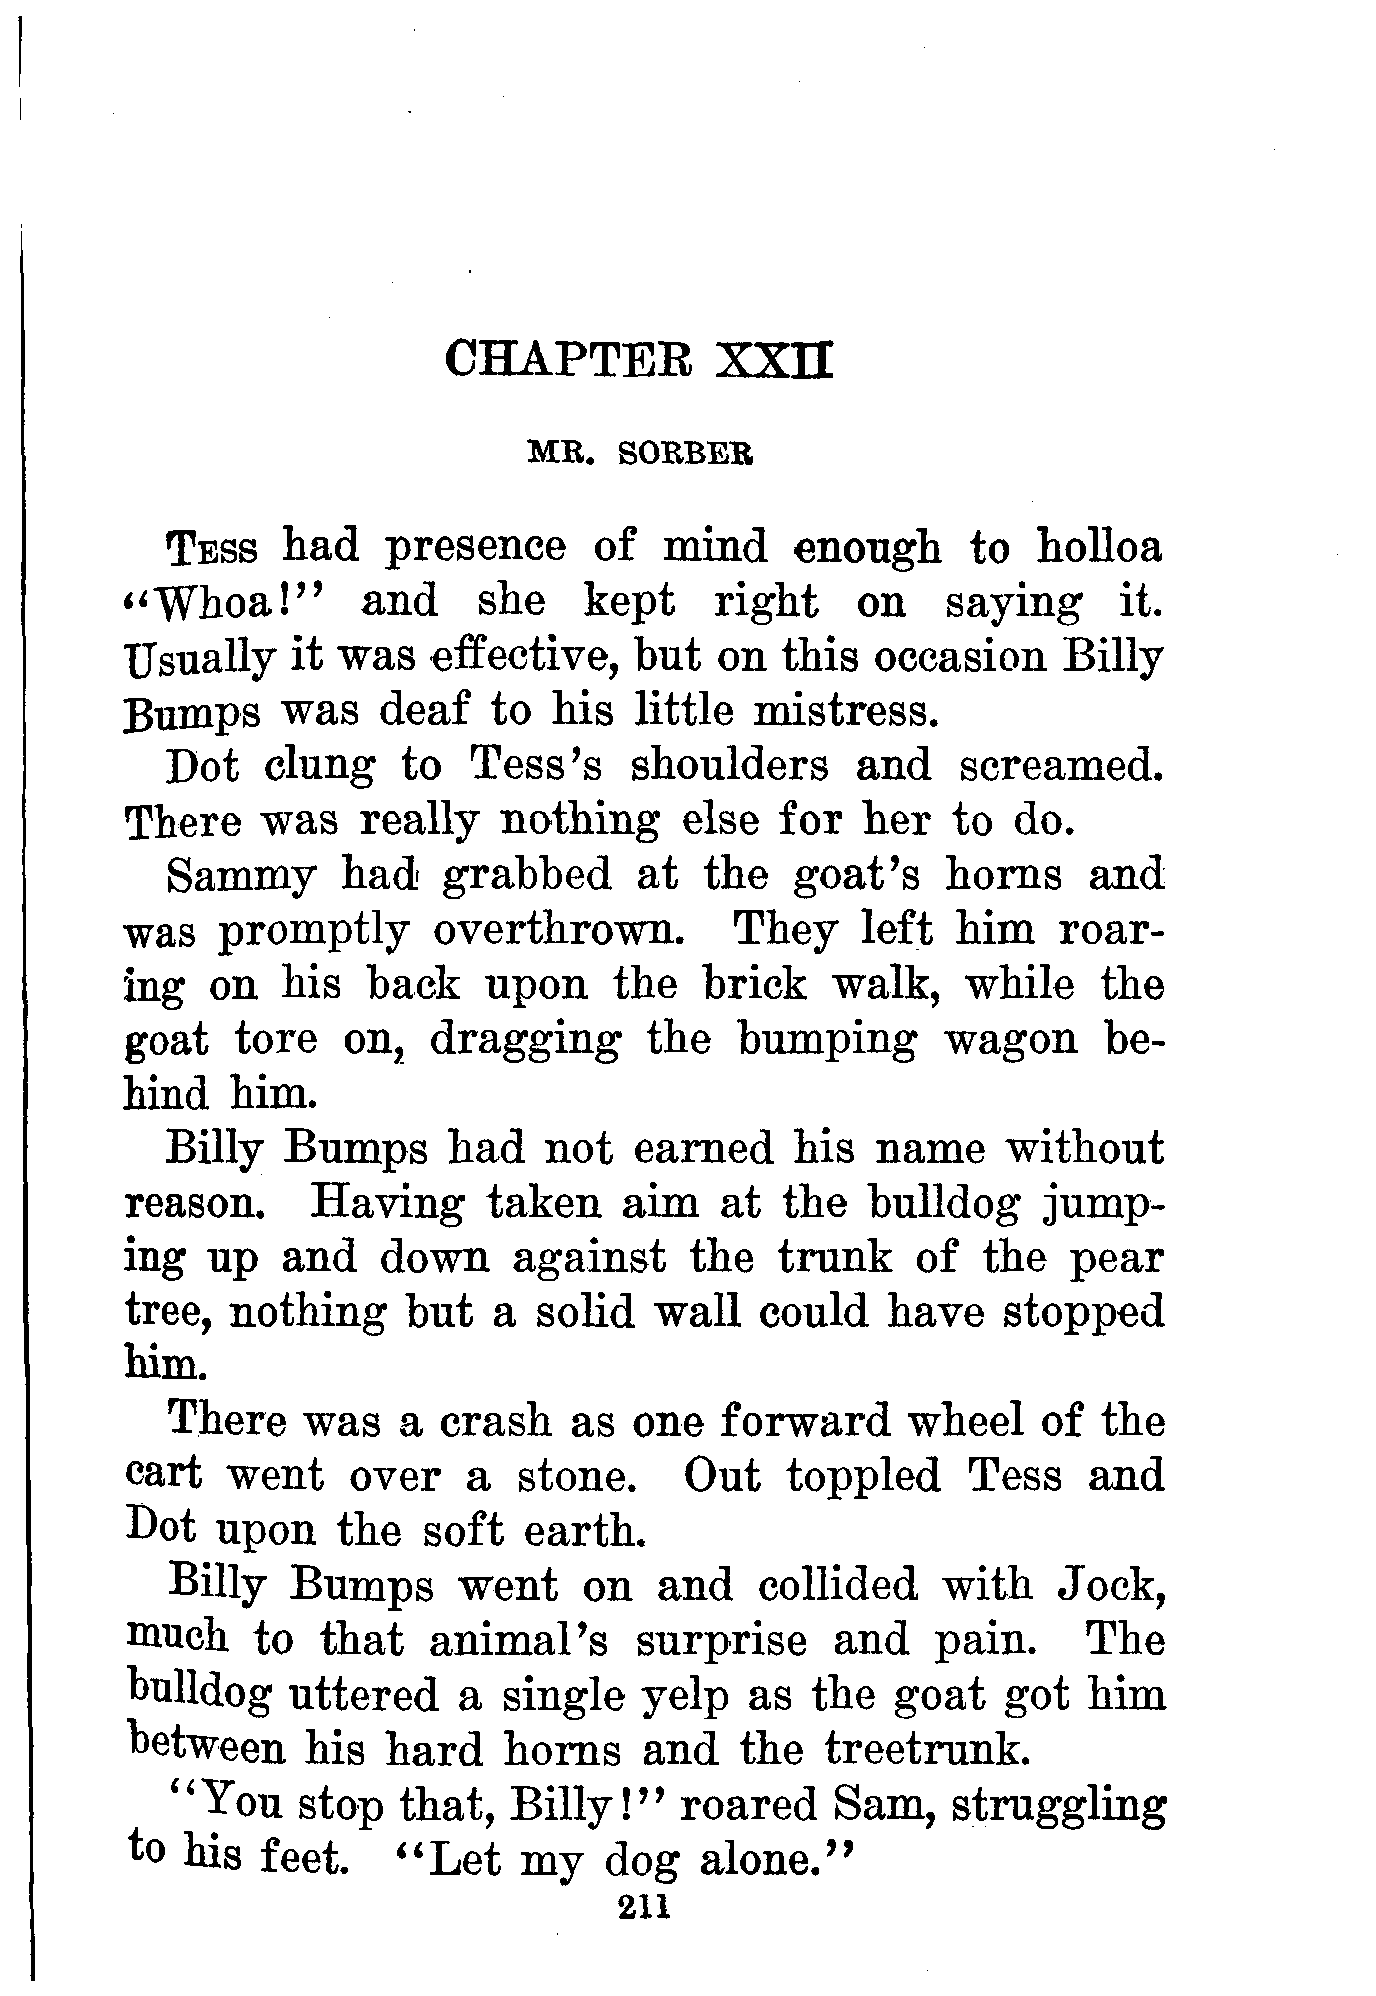 CHAPTER XXII
MR. SORBER
TESS had presence of mind enough to holloa
"Whoa!" and she kept right on saying it.
Usually it was effective, but on this occasion Billy
Bumps was deaf to his little mistress.
Dot clung to Tess's shoulders and screamed.
There was really nothing else for her to do.
Sammy had grabbed at the goat's horns and
was promptly overthrown. They left him roar-
ing on his back upon the brick walk, while the
goat tore on, dragging the bumping wagon be-
hind him.
Billy Bumps had not earned his name without
reason. Having taken aim at the bulldog jump-
ing up and down against the trunk of the pear
tree, nothing but a solid wall could have stopped
him.
There was a crash as one forward wheel of the
cart went over a stone. Out toppled Tess and
Dot upon the soft earth.
Billy Bumps went on and collided with Jock,
much to that animal's surprise and pain. The
bulldog uttered a single yelp as the goat got him
between his hard horns and the treetrunk.
"You stop that, Billy!" roared Sam, struggling
to his feet. "Let my dog alone."
211